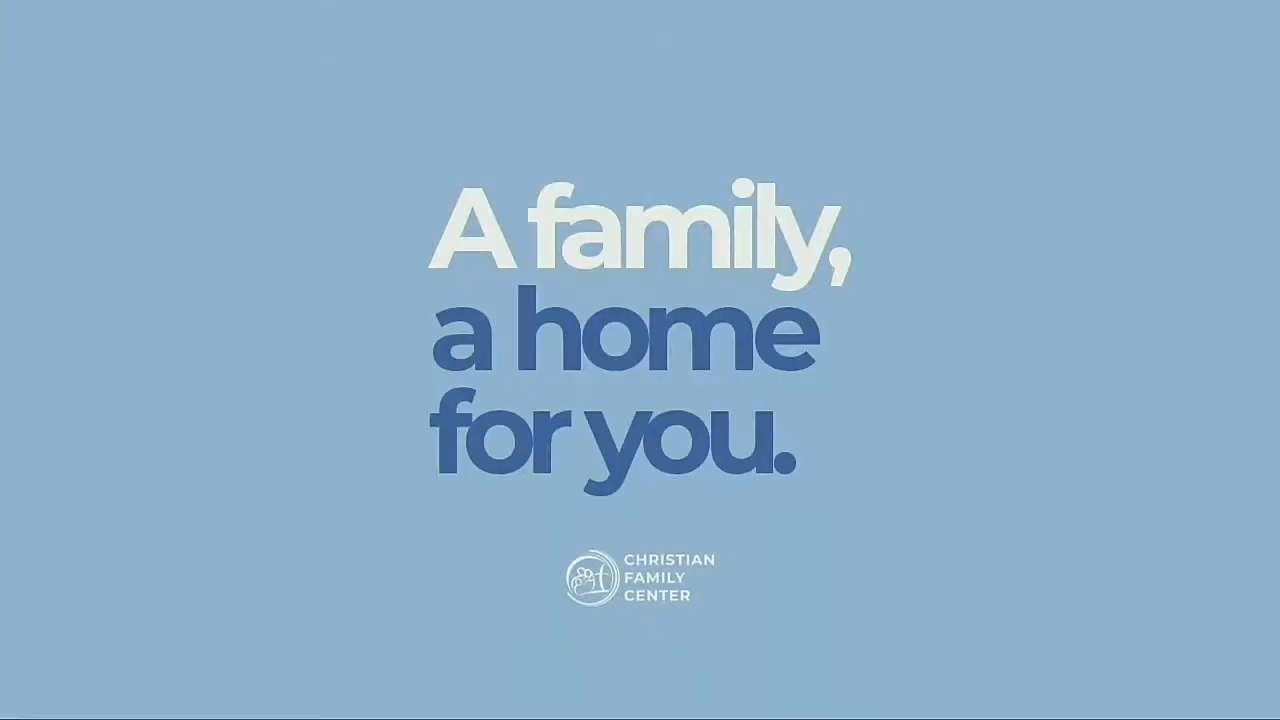 A family,
a home
for you.
CHRISTIAN
FAMILY
CENTER